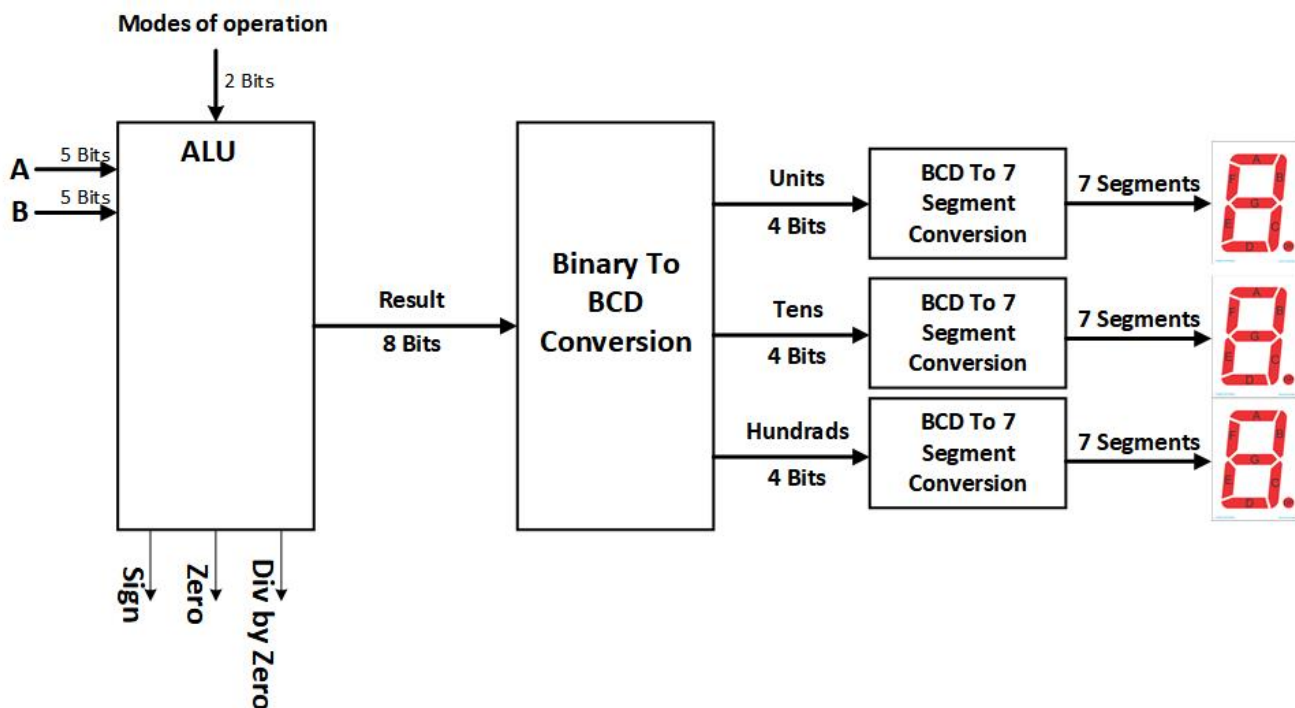 Modes of operation
2 Bits
ALU
A
5 Bits
B
5 Bits
Result
8 Bits
Binary To
BCD
Conversion
Units
4 Bits
Tens
4 Bits
Hundrads
4 Bits
BCD To 7
Segment
Conversion
BCD To 7
Segment
Conversion
BCD To 7
Segment
Conversion
7 Segments
7 Segments
7 Segments
A
F
B
G
E
C
D
A
F
B
G
E
C
D
A
F
B
G
E
C
D
Sign
Zero
Div by Zero